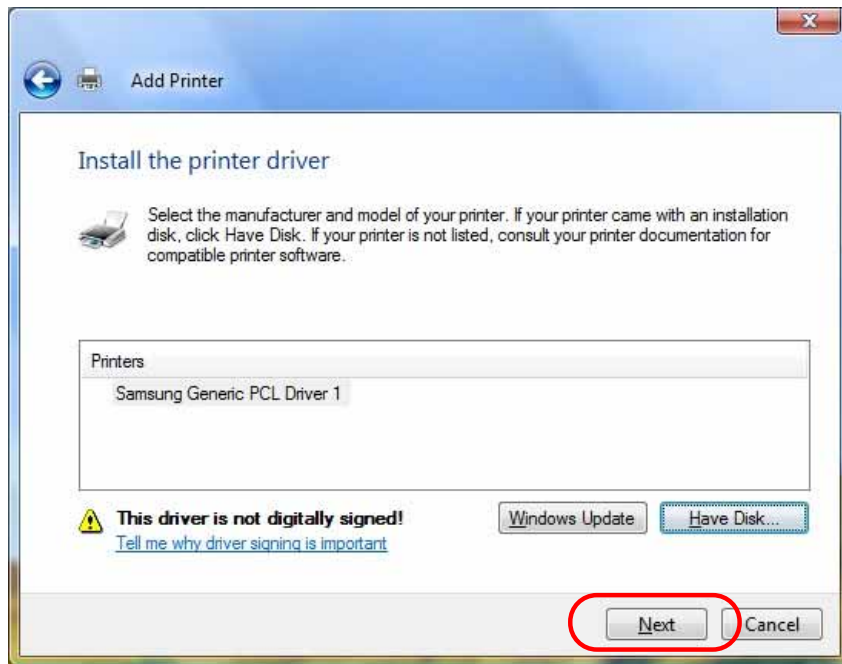 Add Printer
Install the printer driver
Select the manufacturer and model of your printer. If your printer came with an installation
disk, click Have Disk. If your printer is not listed, consult your printer documentation for
compatible printer software.
Printers
Samsung Generic PCL Driver 1
This driver is not digitally signed!
Tell me why driver signing is important
Windows Update
Have Disk...
Next
Cancel